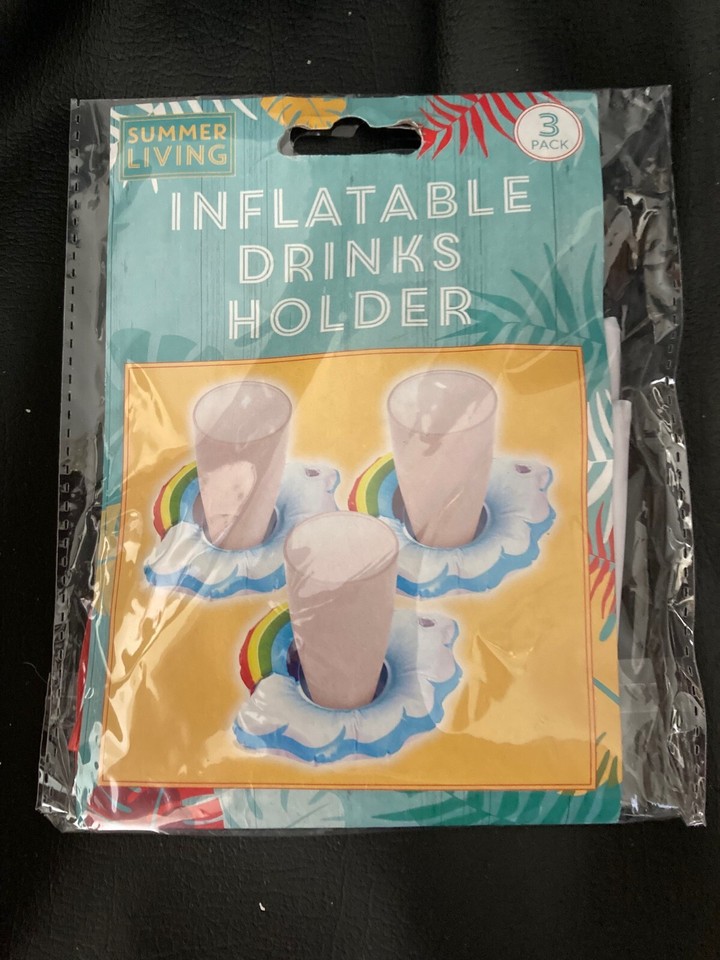 SUMMER
LIVING
3
PACK
INFLATABLE
DRINKS
HOLDER